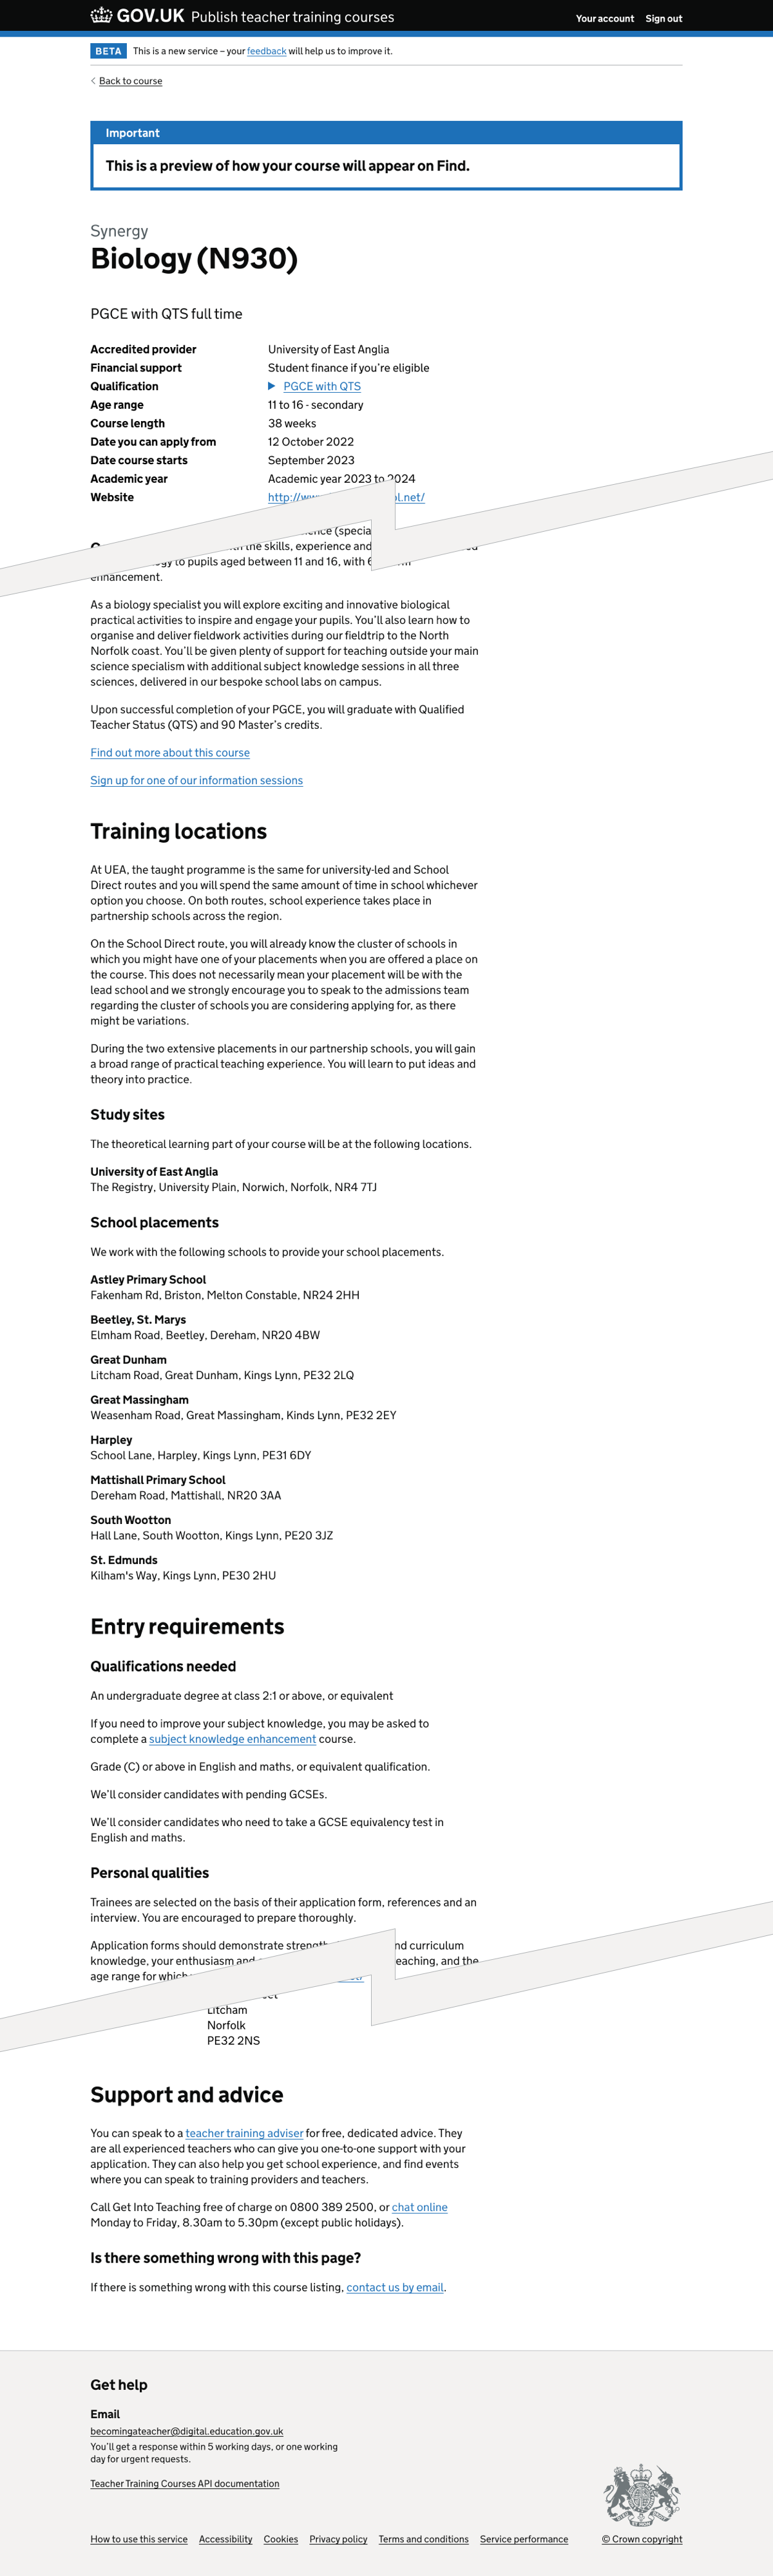 GOV.UK Publish teacher training courses
Your account Sign out
BETA This is a new service – your feedback will help us to improve it.
Back to course
Important
This is a preview of how your course will appear on Find.
Synergy
Biology (N930)
PGCE with QTS full time
Accredited provider University of East Anglia
Financial support Student finance if you’re eligible
Qualification PGCE with QTS
Age range 11 to 16 - secondary
Course length 38 weeks
Date you can apply from 12 October 2022
Date course starts September 2023
Academic year Academic year 2023 to 2024
Website
the skills, experience and
to pupils aged between 11 and 16, with
enhancement.
As a biology specialist you will explore exciting and innovative biological
practical activities to inspire and engage your pupils. You’ll also learn how to
organise and deliver fieldwork activities during our fieldtrip to the North
Norfolk coast. You’ll be given plenty of support for teaching outside your main
science specialism with additional subject knowledge sessions in all three
sciences, delivered in our bespoke school labs on campus.
Upon successful completion of your PGCE, you will graduate with Qualified
Teacher Status (QTS) and 90 Master’s credits.
Find out more about this course
Sign up for one of our information sessions
Training locations
At UEA, the taught programme is the same for university-led and School
Direct routes and you will spend the same amount of time in school whichever
option you choose. On both routes, school experience takes place in
partnership schools across the region.
On the School Direct route, you will already know the cluster of schools in
which you might have one of your placements when you are offered a place on
the course. This does not necessarily mean your placement will be with the
lead school and we strongly encourage you to speak to the admissions team
regarding the cluster of schools you are considering applying for, as there
might be variations.
During the two extensive placements in our partnership schools, you will gain
a broad range of practical teaching experience. You will learn to put ideas and
theory into practice.
Study sites
The theoretical learning part of your course will be at the following locations.
University of East Anglia
The Registry, University Plain, Norwich, Norfolk, NR4 7TJ
School placements
We work with the following schools to provide your school placements.
Astley Primary School
Fakenham Rd, Briston, Melton Constable, NR24 2HH
Beetley, St. Marys
Elmham Road, Beetley, Dereham, NR20 4BW
Great Dunham
Litcham Road, Great Dunham, Kings Lynn, PE32 2LQ
Great Massingham
Weasenham Road, Great Massingham, Kinds Lynn, PE32 2EY
Harpley
School Lane, Harpley, Kings Lynn, PE31 6DY
Mattishall Primary School
Dereham Road, Mattishall, NR20 3AA
South Wootton
Hall Lane, South Wootton, Kings Lynn, PE20 3JZ
St. Edmunds
Kilham's Way, Kings Lynn, PE30 2HU
Entry requirements
Qualifications needed
An undergraduate degree at class 2:1 or above, or equivalent
If you need to improve your subject knowledge, you may be asked to
complete a subject knowledge enhancement course.
Grade (C) or above in English and maths, or equivalent qualification.
We’ll consider candidates with pending GCSEs.
We’ll consider candidates who need to take a GCSE equivalency test in
English and maths.
Personal qualities
Trainees are selected on the basis of their application form, references and an
interview. You are encouraged to prepare thoroughly.
Application forms should demonstrate and curriculum
knowledge, your enthusiasm and teaching, and the
age range for which
Litcham
Norfolk
PE32 2NS
Support and advice
You can speak to a teacher training adviser for free, dedicated advice. They
are all experienced teachers who can give you one-to-one support with your
application. They can also help you get school experience, and find events
where you can speak to training providers and teachers.
Call Get Into Teaching free of charge on 0800 389 2500, or chat online
Monday to Friday, 8.30am to 5.30pm (except public holidays).
Is there something wrong with this page?
If there is something wrong with this course listing, contact us by email.
Get help
Email
becomingateacher@digital.education.gov.uk
You’ll get a response within 5 working days, or one working
day for urgent requests.
Teacher Training Courses API documentation
How to use this service Accessibility Cookies Privacy policy Terms and conditions Service performance © Crown copyright